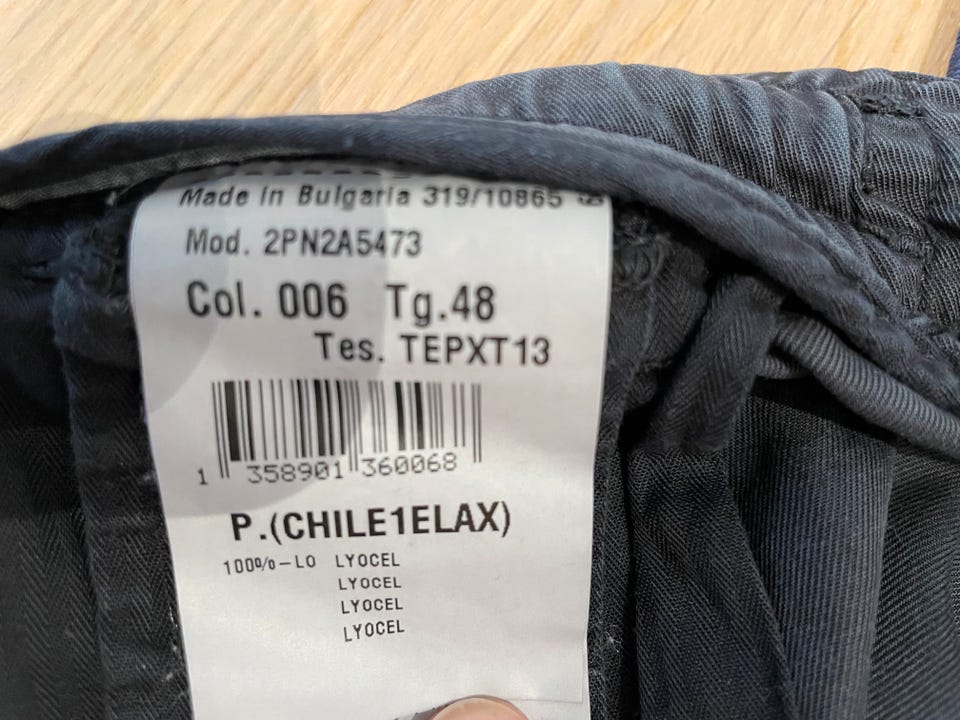 Made in Bulgaria 319/10865
Mod. 2PN2A5473
Col. 006 Tg.48
Tes. TEPXT13
1 358901 360068
P.(CHILE1ELAX)
100%-LO LYOCEL
LYOCEL
LYOCEL
LYOCEL